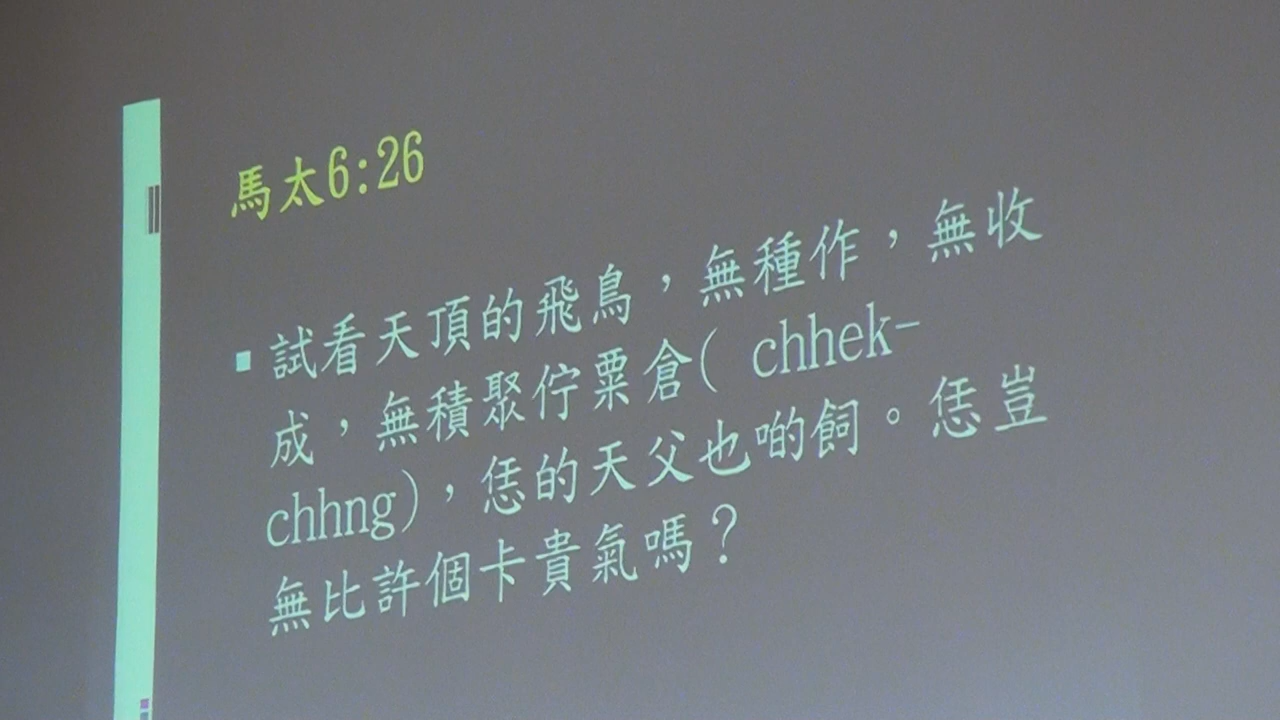 馬太6:26
試看天頂的飛鳥，無種作，無收
成，無積聚佇粟倉( chhek-
chhng)，恁的天父也啲飼。恁豈
無比許個卡貴氣嗎？